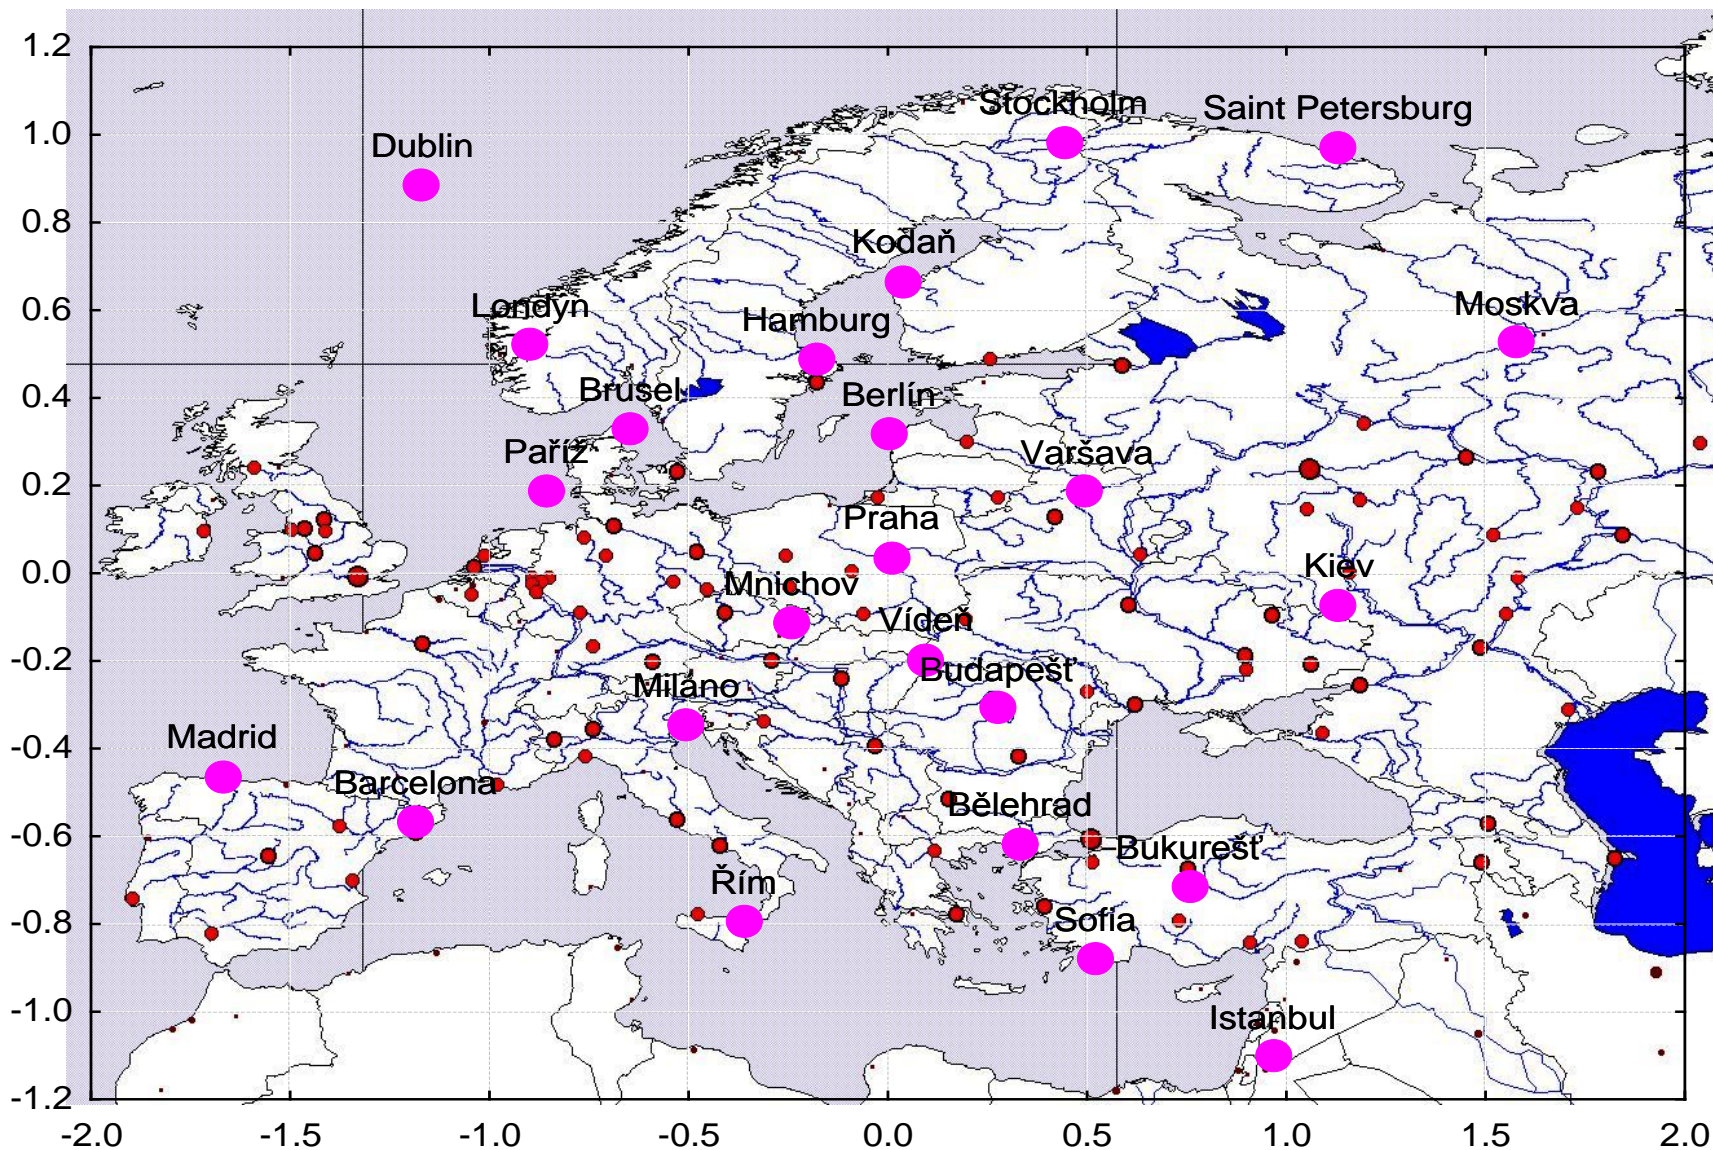 1.2
Stockholm
Saint Petersburg
1.0
Dublin
0.8
Kodaň
0.6
Londýn
Moskva
Hamburg
0.4
Brusel
Berlín
Paříž
Varšava
0.2
Praha
0.0
Kiev
Mnichov
Vídeň
-0.2
Budapešť
Miláno
Madrid
-0.4
Barcelona
Bělehrad
-0.6
Bukurešť
Řím
-0.8
Sofia
-1.0
Istanbul
-1.2
-2.0 -1.5 -1.0 -0.5 0.0 0.5 1.0 1.5 2.0